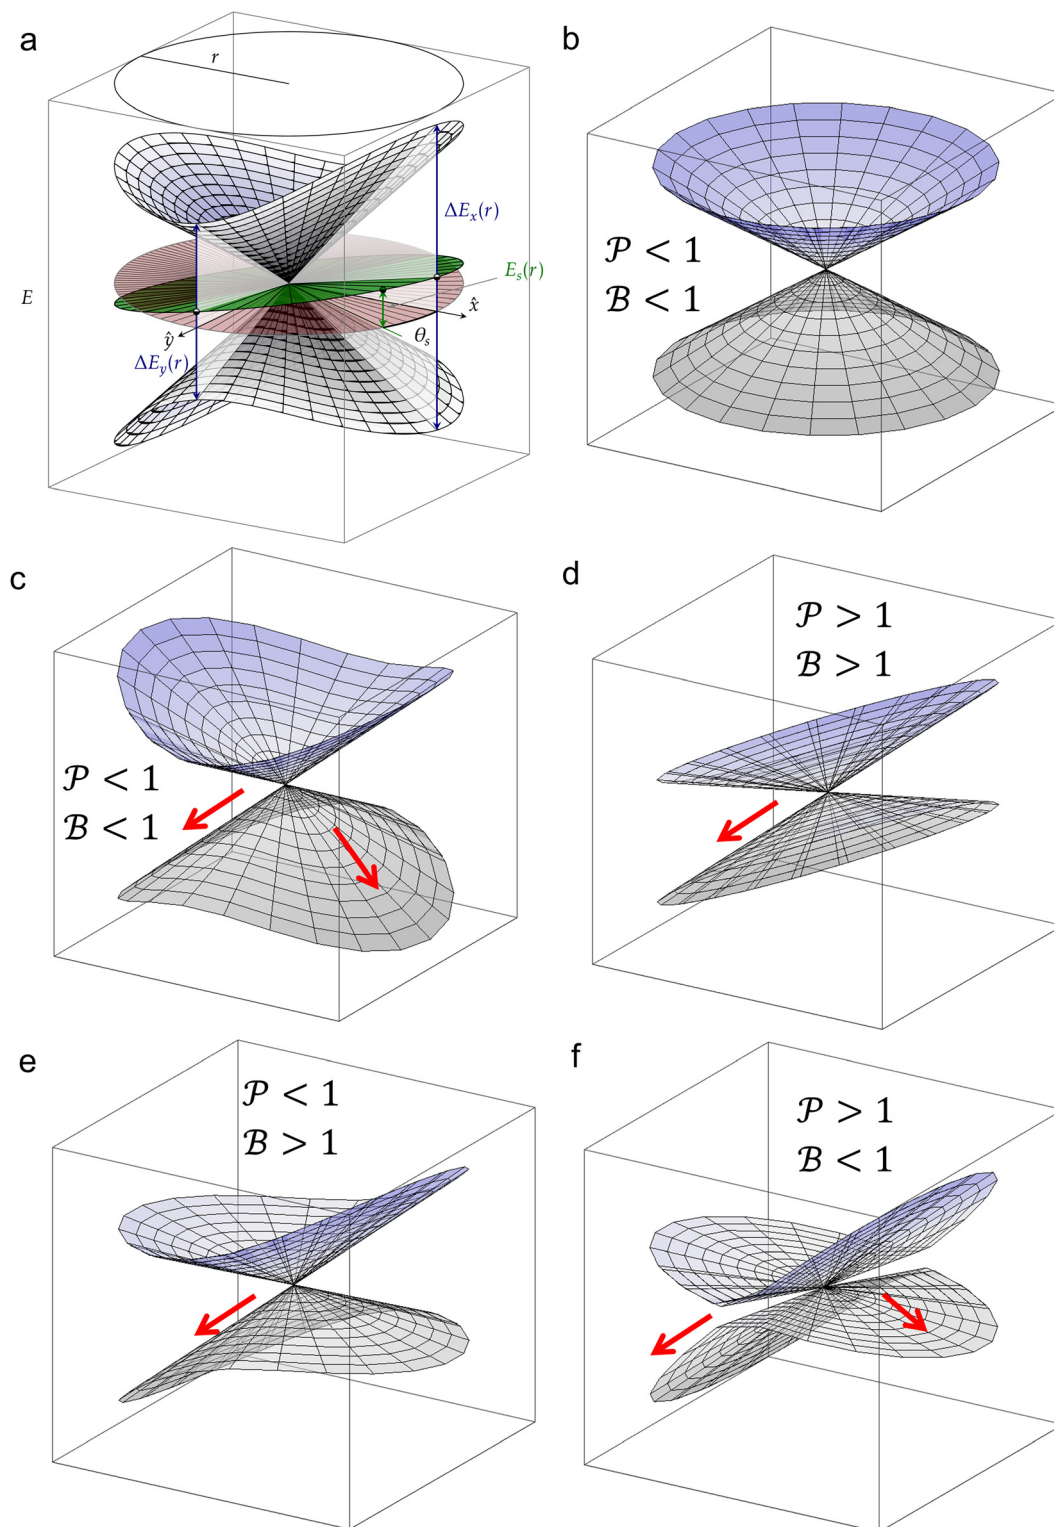 a
r
ΔE_x(r)
E_s(r)
E
x̂
ŷ
θ_s
ΔE_y(r)
b
𝒫 < 1
ℬ < 1
c
𝒫 < 1
ℬ < 1
d
𝒫 > 1
ℬ > 1
e
𝒫 < 1
ℬ > 1
f
𝒫 > 1
ℬ < 1